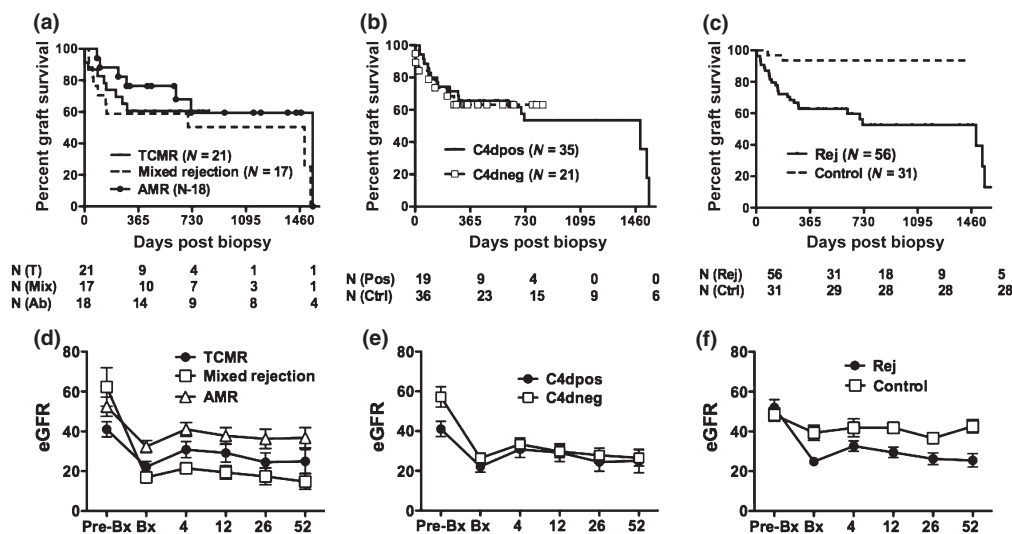 (a)
Percent graft survival
100
80
60
40
20
0
TCMR (N = 21)
Mixed rejection (N = 17)
AMR (N-18)
0 365 730 1095 1460
Days post biopsy
N (T) 21 9 4 1 1
N (Mix) 17 10 7 3 1
N (Ab) 18 14 9 8 4
(b)
Percent graft survival
100
80
60
40
20
0
C4dpos (N = 35)
C4dneg (N = 21)
0 365 730 1095 1460
Days post biopsy
N (Pos) 19 9 4 0 0
N (Ctrl) 36 23 15 9 6
(c)
Percent graft survival
100
80
60
40
20
0
Rej (N = 56)
Control (N = 31)
0 365 730 1095 1460
Days post biopsy
N (Rej) 56 31 18 9 5
N (Ctrl) 31 29 28 28 28
(d)
eGFR
80
60
40
20
0
TCMR
Mixed rejection
AMR
Pre-Bx Bx 4 12 26 52
(e)
eGFR
80
60
40
20
0
C4dpos
C4dneg
Pre-Bx Bx 4 12 26 52
(f)
eGFR
80
60
40
20
0
Rej
Control
Pre-Bx Bx 4 12 26 52